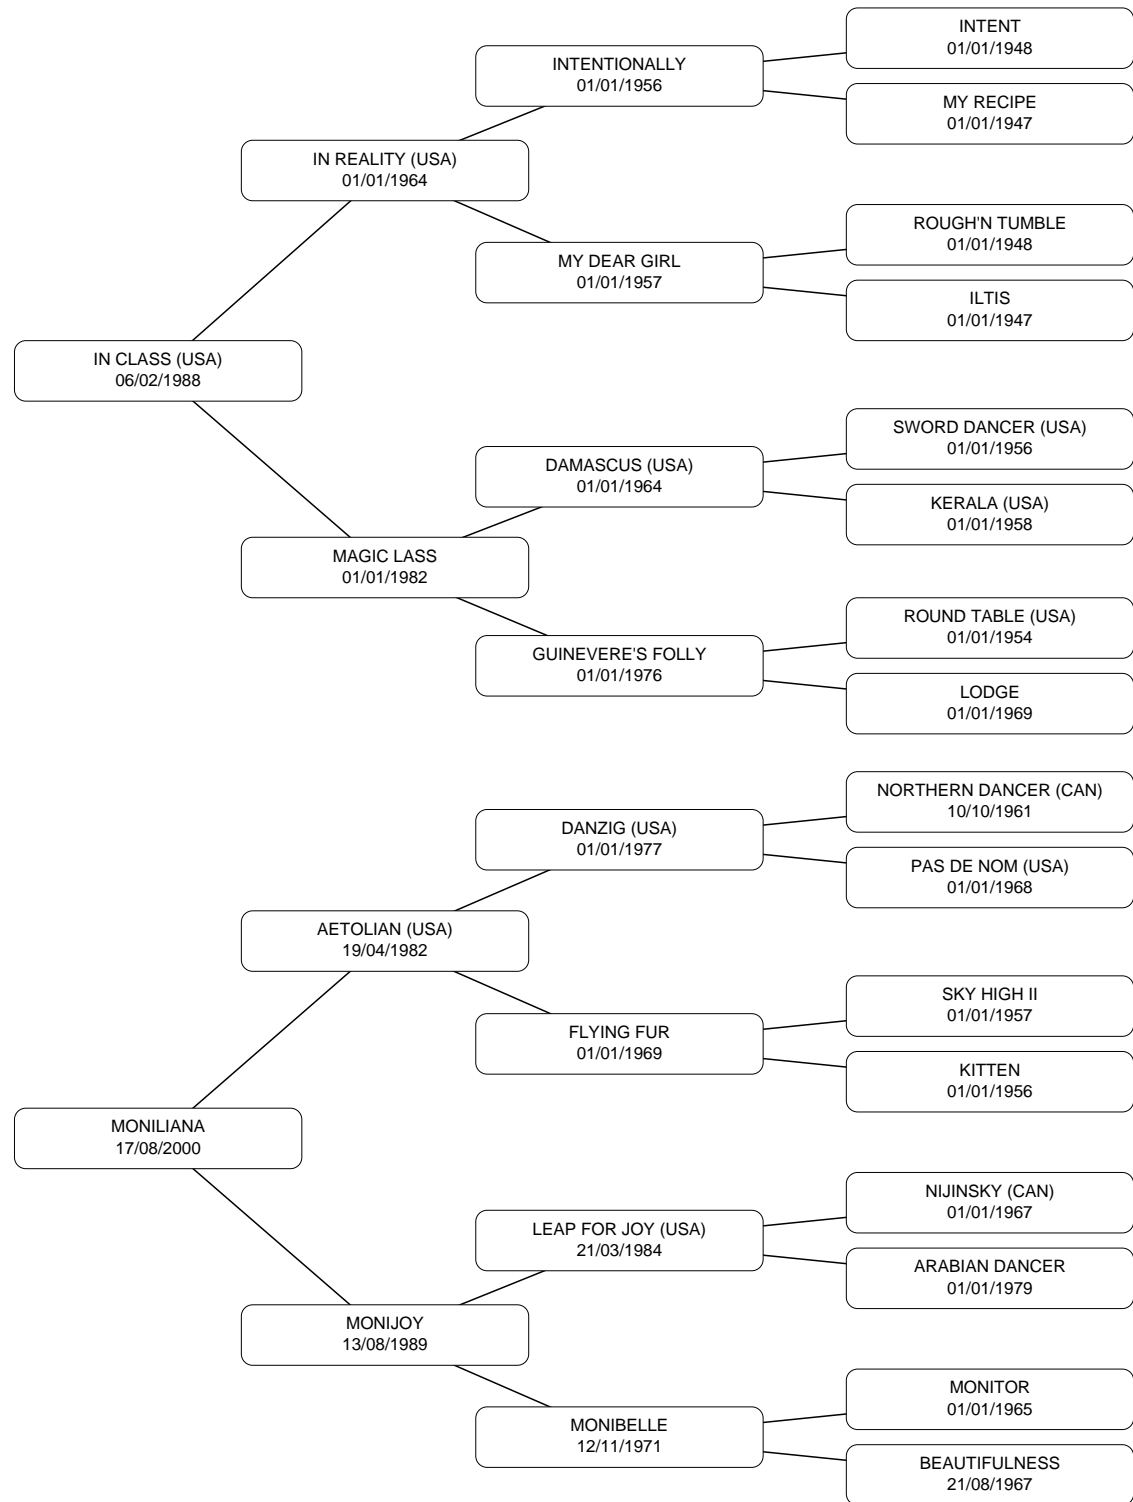 INTENT
01/01/1948
INTENTIONALLY
01/01/1956
MY RECIPE
01/01/1947
IN REALITY (USA)
01/01/1964
ROUGH'N TUMBLE
01/01/1948
MY DEAR GIRL
01/01/1957
ILTIS
01/01/1947
IN CLASS (USA)
06/02/1988
SWORD DANCER (USA)
01/01/1956
DAMASCUS (USA)
01/01/1964
KERALA (USA)
01/01/1958
MAGIC LASS
01/01/1982
ROUND TABLE (USA)
01/01/1954
GUINEVERE'S FOLLY
01/01/1976
LODGE
01/01/1969
NORTHERN DANCER (CAN)
10/10/1961
DANZIG (USA)
01/01/1977
PAS DE NOM (USA)
01/01/1968
AETOLIAN (USA)
19/04/1982
SKY HIGH II
01/01/1957
FLYING FUR
01/01/1969
KITTEN
01/01/1956
MONILIANA
17/08/2000
NIJINSKY (CAN)
01/01/1967
LEAP FOR JOY (USA)
21/03/1984
ARABIAN DANCER
01/01/1979
MONIJOY
13/08/1989
MONITOR
01/01/1965
MONIBELLE
12/11/1971
BEAUTIFULNESS
21/08/1967